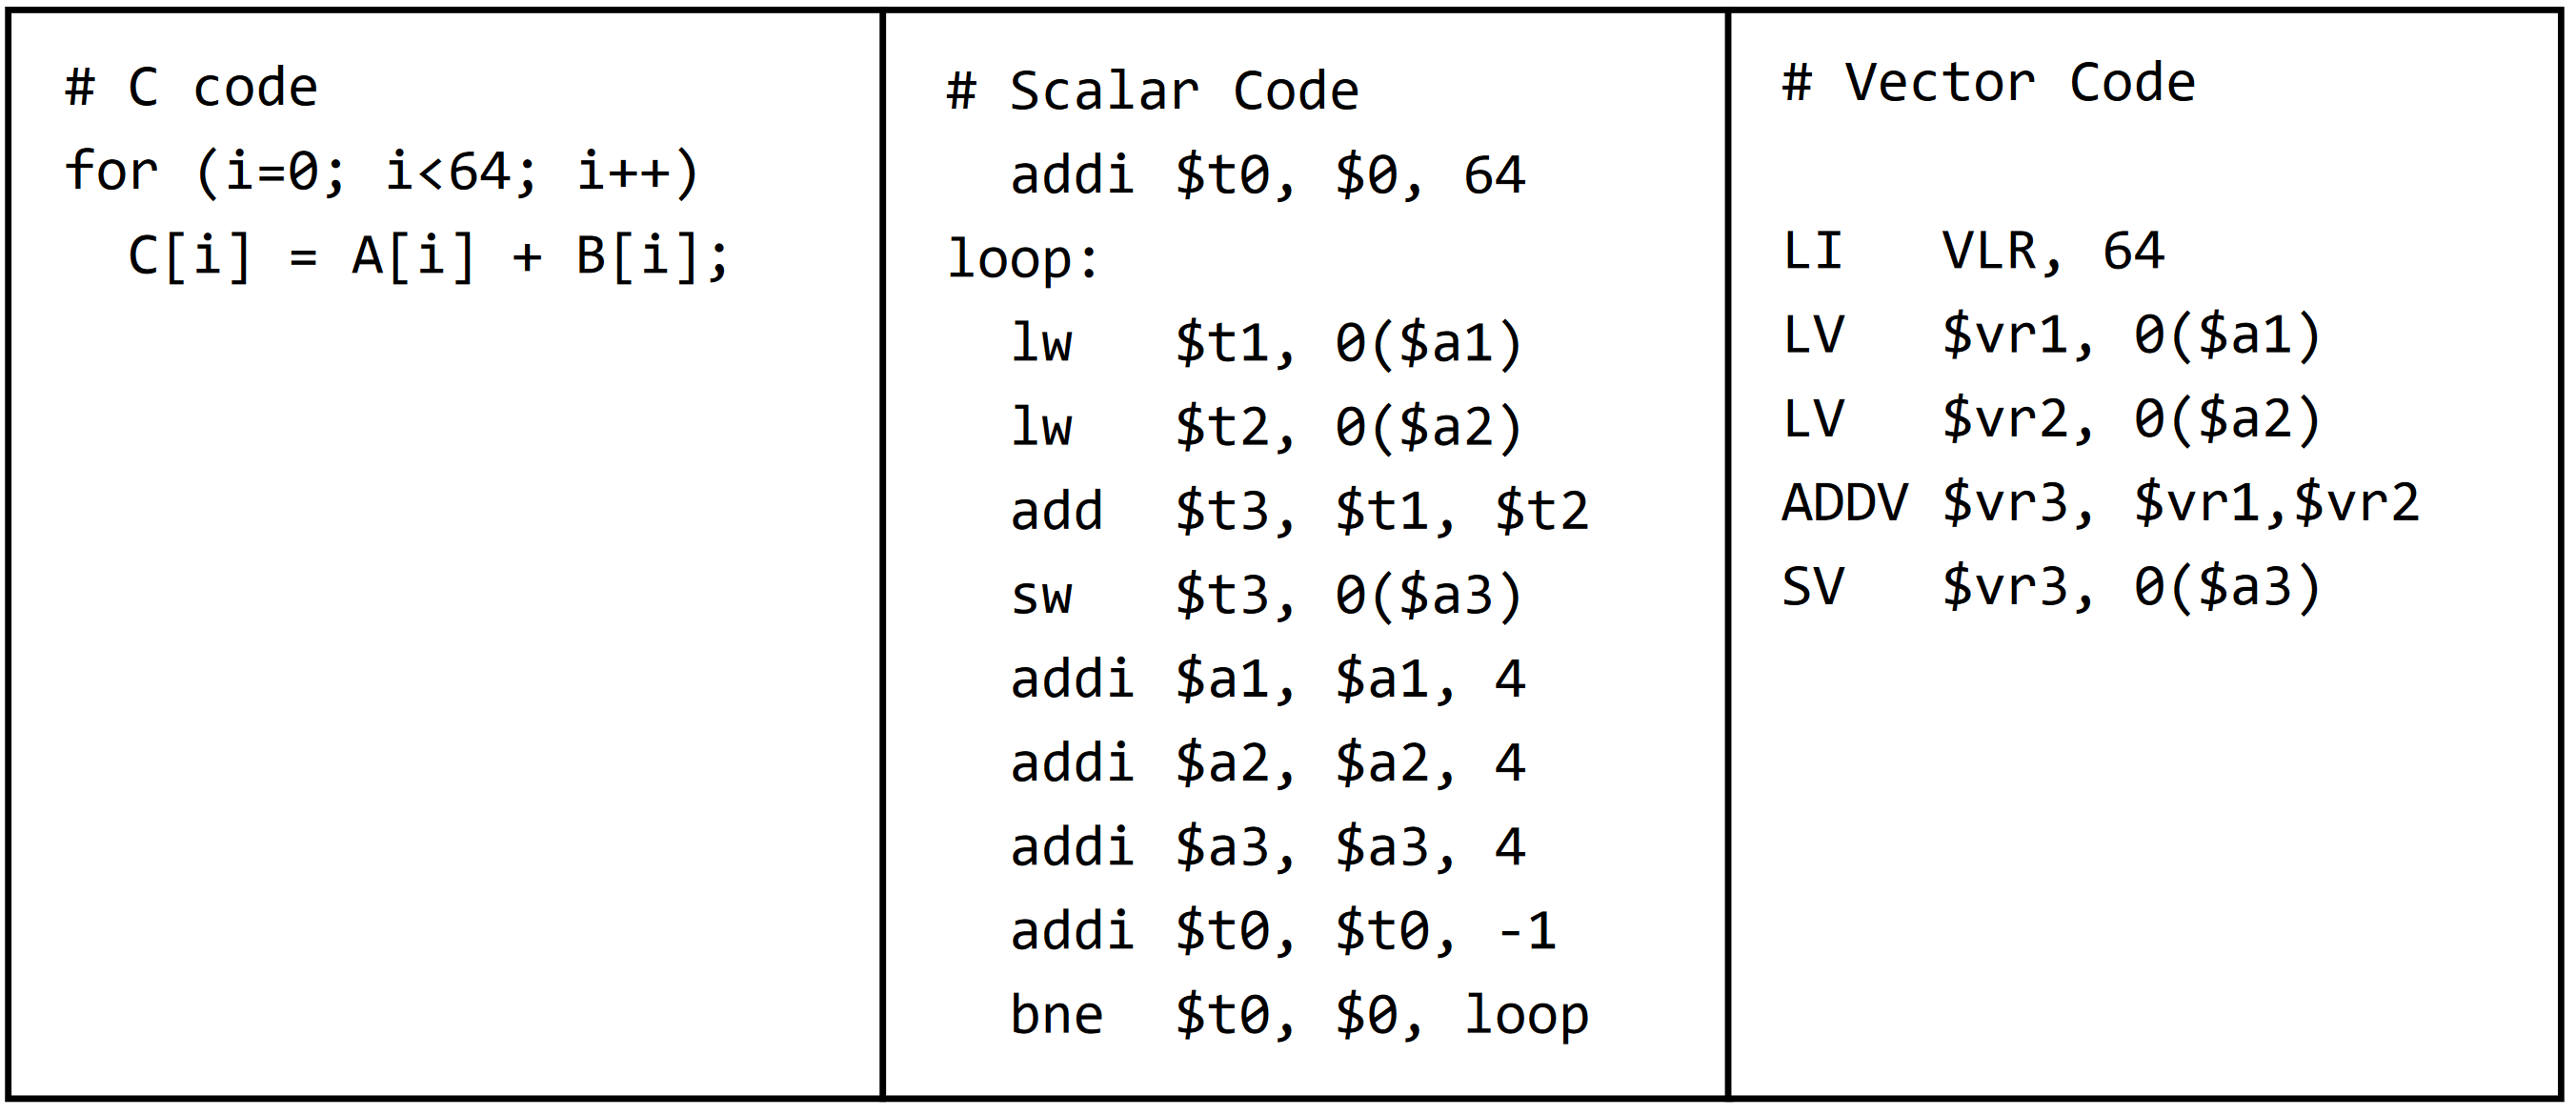 # C code
for (i=0; i<64; i++)
  C[i] = A[i] + B[i];
# Scalar Code
  addi $t0, $0, 64
loop:
  lw   $t1, 0($a1)
  lw   $t2, 0($a2)
  add  $t3, $t1, $t2
  sw   $t3, 0($a3)
  addi $a1, $a1, 4
  addi $a2, $a2, 4
  addi $a3, $a3, 4
  addi $t0, $t0, -1
  bne  $t0, $0, loop
# Vector Code
LI   VLR, 64
LV   $vr1, 0($a1)
LV   $vr2, 0($a2)
ADDV $vr3, $vr1,$vr2
SV   $vr3, 0($a3)